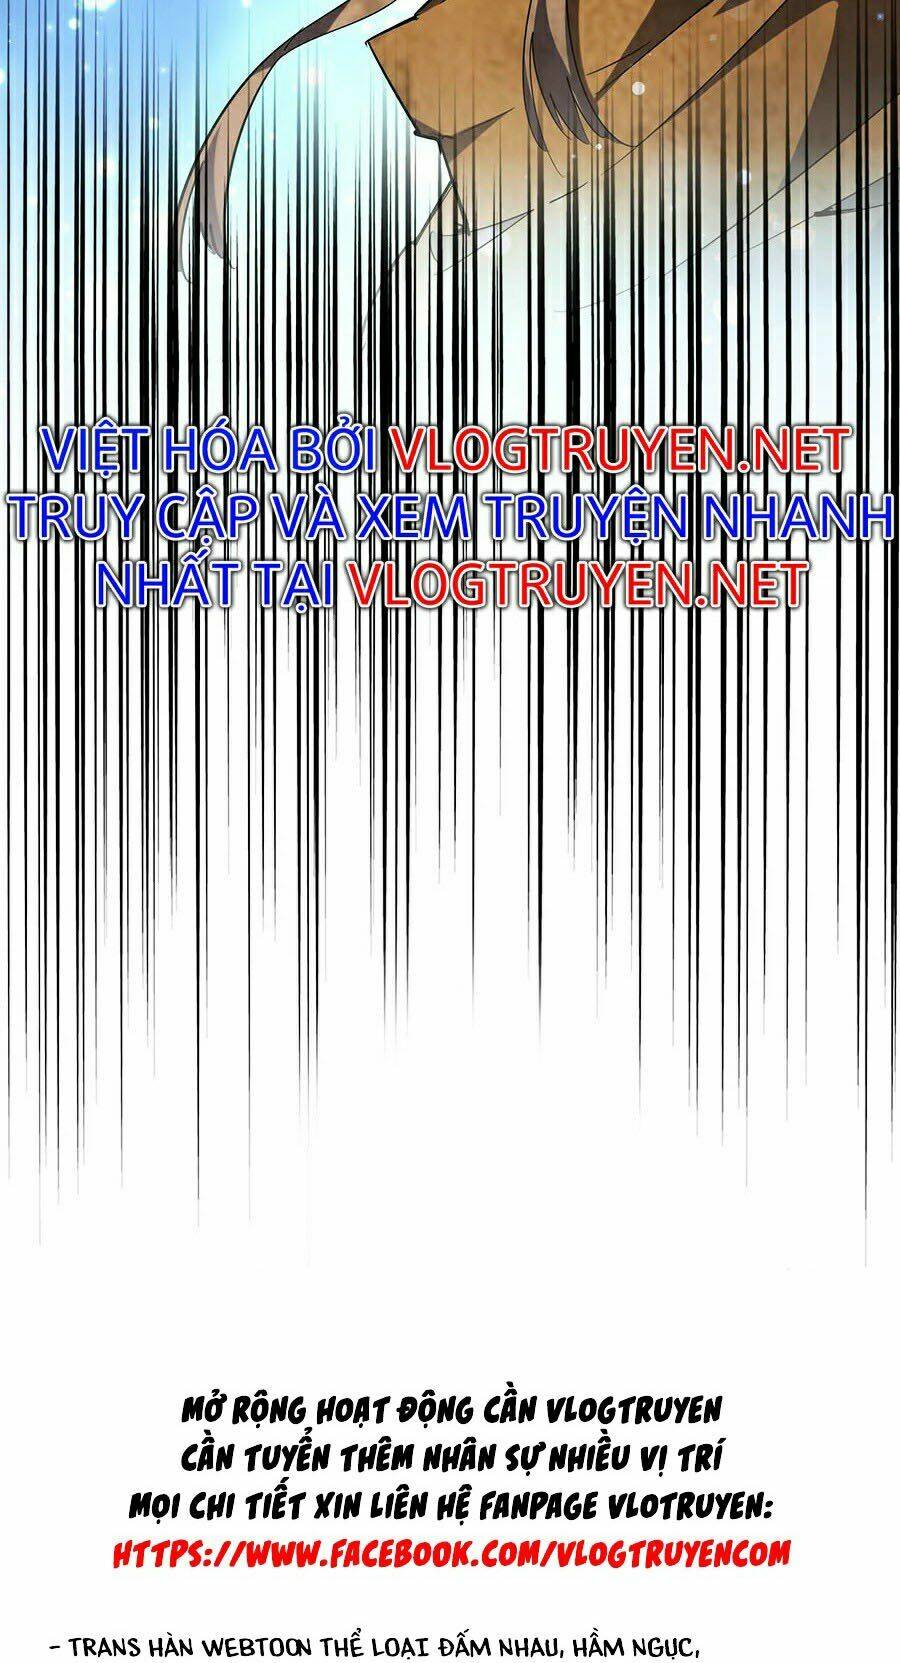 VIỆT HÓA BỞI VLOGTRUYEN.NET
TRUY CẬP VÀ XEM TRUYỆN NHANH
NHẤT TẠI VLOGTRUYEN.NET
MỞ RỘNG HOẠT ĐỘNG CẦN VLOGTRUYEN
CẦN TUYỂN THÊM NHÂN SỰ NHIỀU VỊ TRÍ
MỌI CHI TIẾT XIN LIÊN HỆ FANPAGE VLOTRUYEN:
HTTPS://WWW.FACEBOOK.COM/VLOGTRUYENCOM
- TRANS HÀN WEBTOON THỂ LOẠI ĐẤM NHAU, HẦM NGỤC,